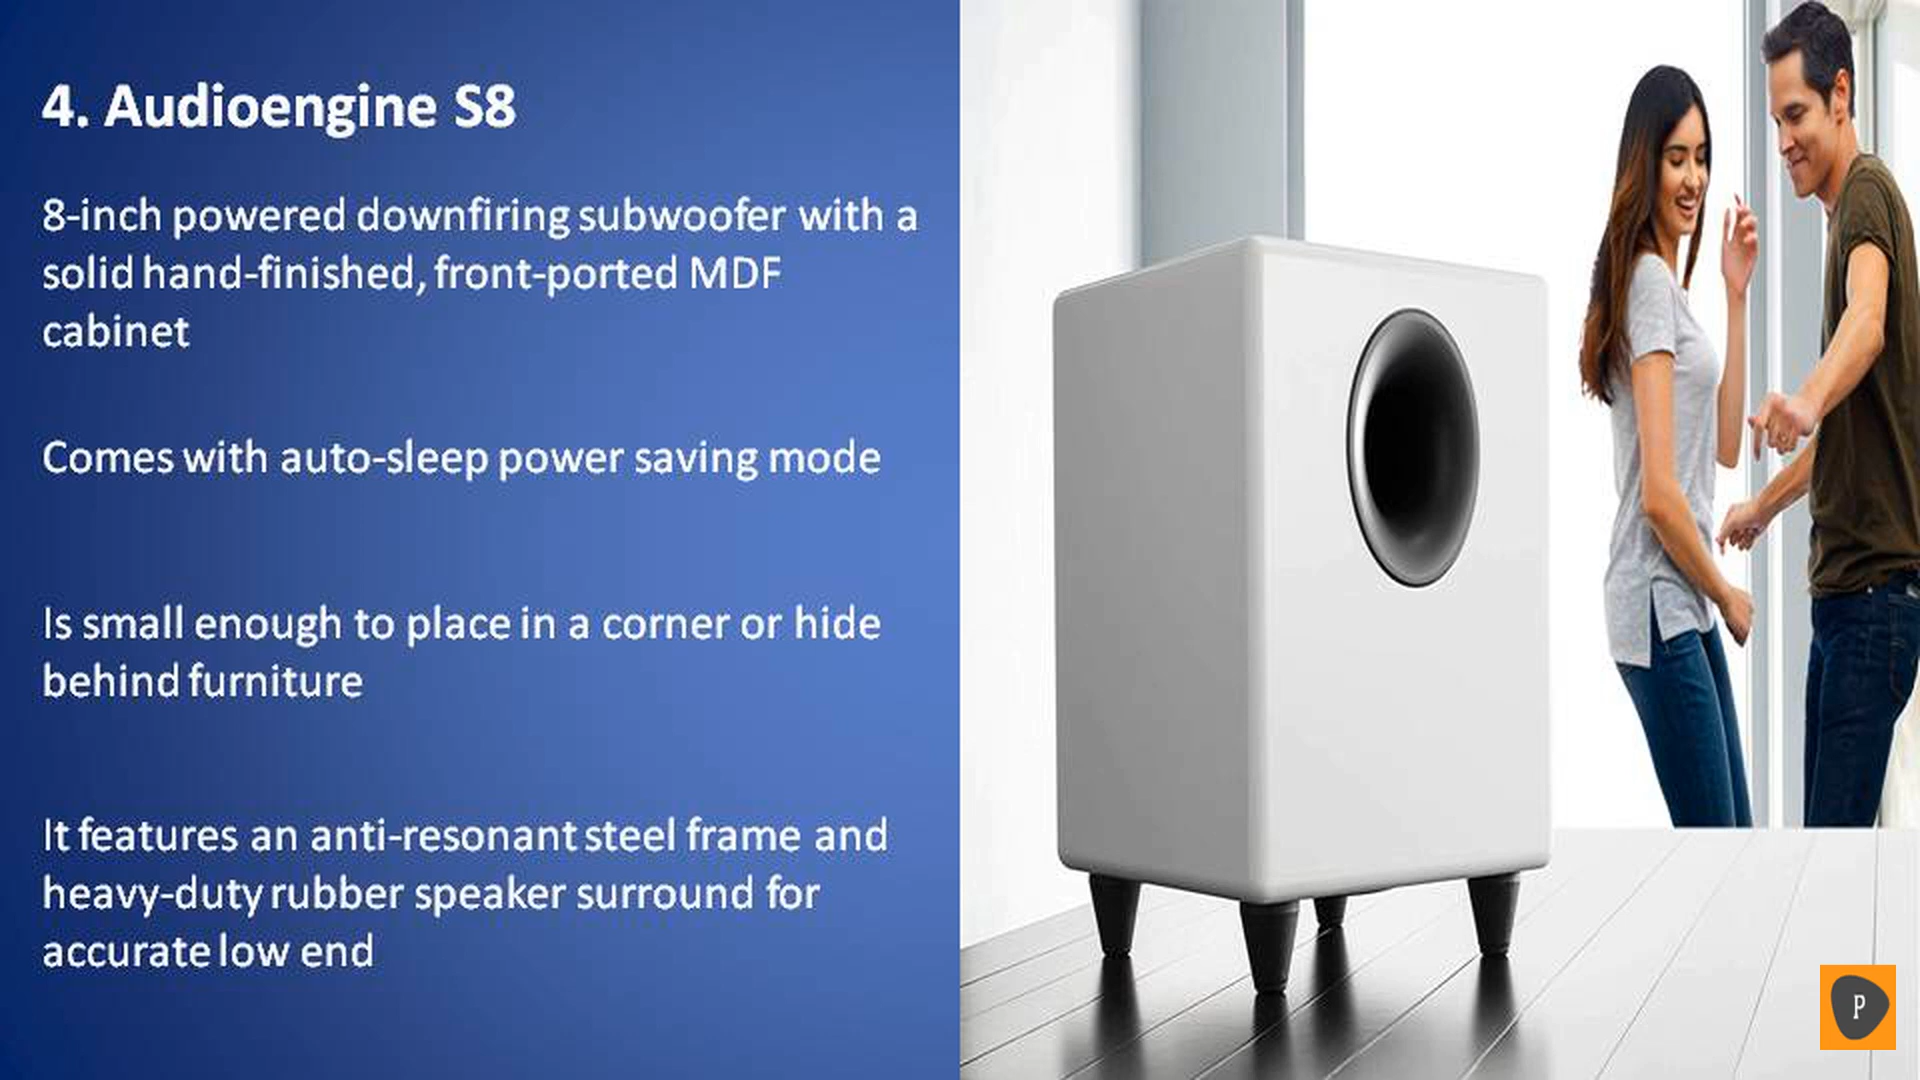 4. Audioengine S8
8-inch powered downfiring subwoofer with a
solid hand-finished, front-ported MDF
cabinet
Comes with auto-sleep power saving mode
Is small enough to place in a corner or hide
behind furniture
It features an anti-resonant steel frame and
heavy-duty rubber speaker surround for
accurate low end
P